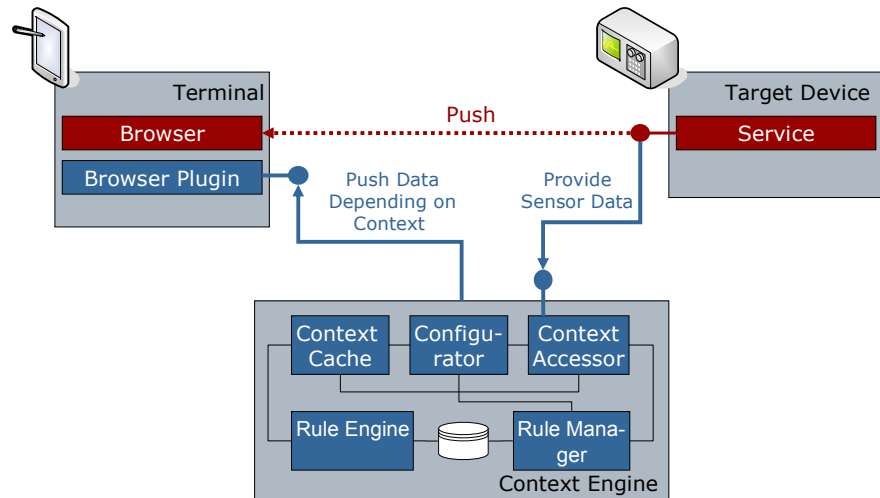 Terminal
Target Device
Push
Browser
Service
Browser Plugin
Push Data
Depending on
Context
Provide
Sensor Data
Context
Cache
Configu-
rator
Context
Accessor
Rule Engine
Rule Mana-
ger
Context Engine